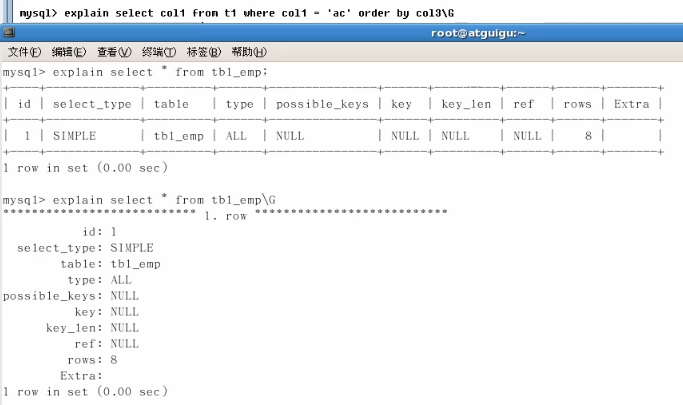 mysql> explain select col1 from t1 where col1 = 'ac' order by col3\G
root@atguigu:~
文件(F) 编辑(E) 查看(V) 终端(T) 标签(B) 帮助(H)
mysql> explain select * from tbl_emp;
+----+-------------+---------+------+---------------+------+---------+------+------+-------+
| id | select_type | table | type | possible_keys | key | key_len | ref | rows | Extra |
+----+-------------+---------+------+---------------+------+---------+------+------+-------+
| 1 | SIMPLE | tbl_emp | ALL | NULL | NULL | NULL | NULL | 8 | |
+----+-------------+---------+------+---------------+------+---------+------+------+-------+
1 row in set (0.00 sec)
mysql> explain select * from tbl_emp\G
*************************** 1. row ***************************
id: 1
select_type: SIMPLE
table: tbl_emp
type: ALL
possible_keys: NULL
key: NULL
key_len: NULL
ref: NULL
rows: 8
Extra:
1 row in set (0.00 sec)